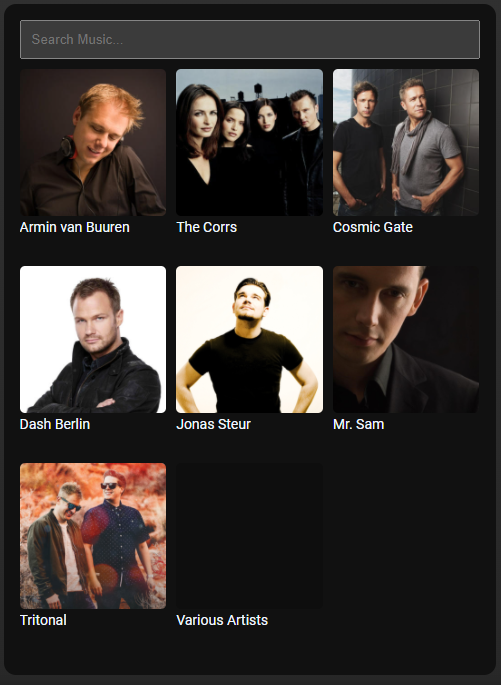 Search Music...
Armin van Buuren
The Corrs
Cosmic Gate
Dash Berlin
Jonas Steur
Mr. Sam
Tritonal
Various Artists